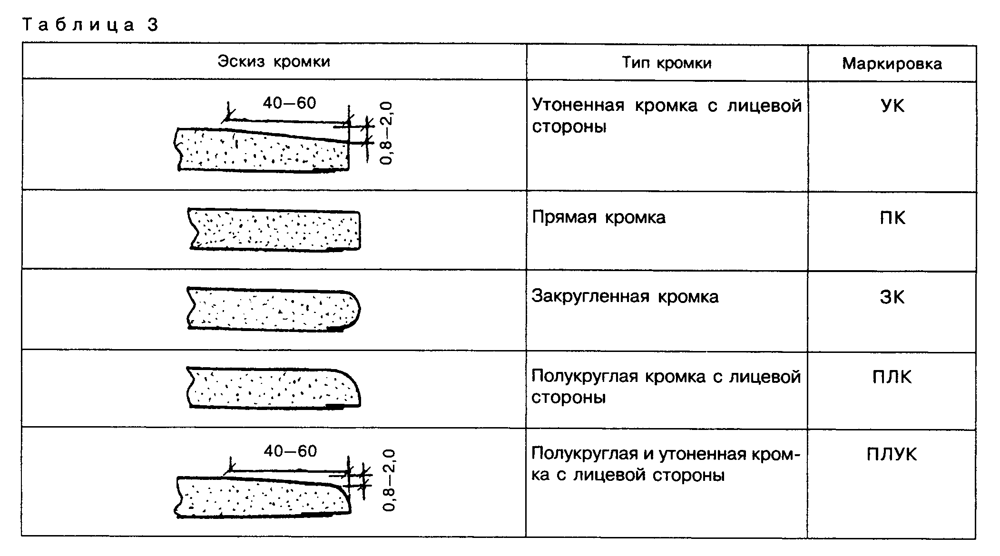 Таблица 3
Эскиз кромки
Тип кромки
Маркировка
40—60
0,8—2,0
Утоненная кромка с лицевой
стороны
УК
Прямая кромка
ПК
Закругленная кромка
ЗК
Полукруглая кромка с лицевой
стороны
ПЛК
40—60
0,8—2,0
Полукруглая и утоненная кром-
ка с лицевой стороны
ПЛУК